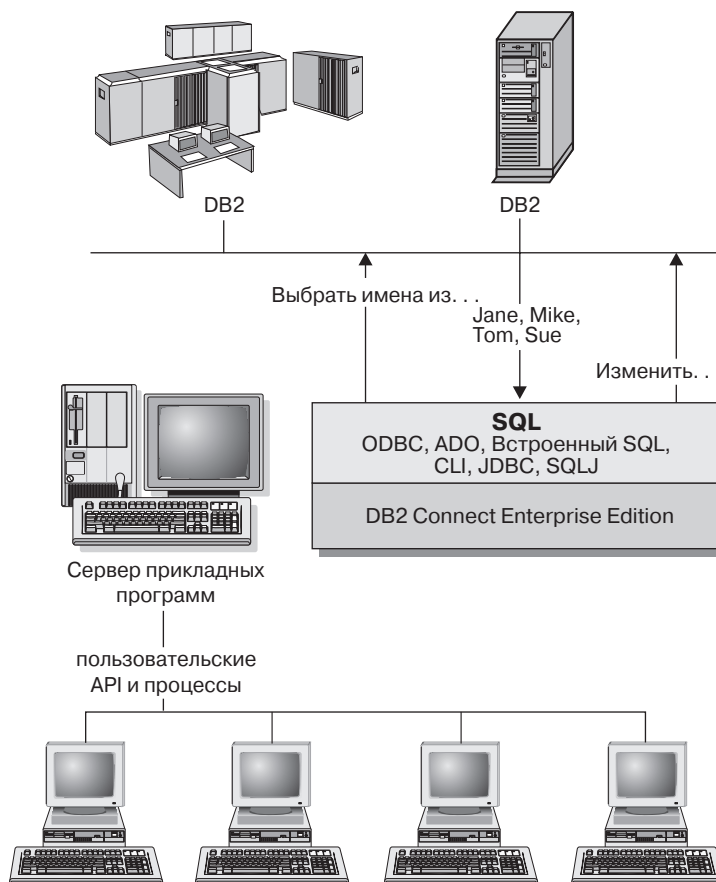 DB2
DB2
Выбрать имена из. . .
Jane, Mike,
Tom, Sue
Изменить. .
SQL
ODBC, ADO, Встроенный SQL,
CLI, JDBC, SQLJ
DB2 Connect Enterprise Edition
Сервер прикладных
программ
пользовательские
API и процессы